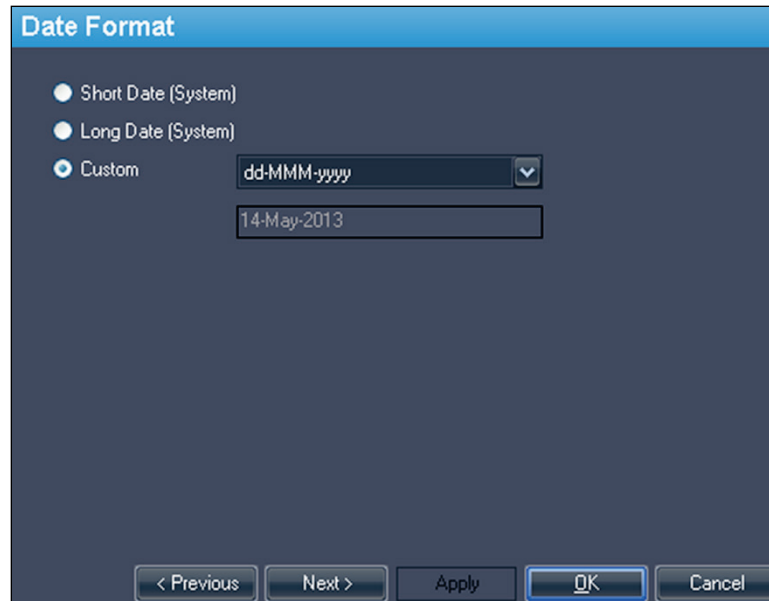 Date Format
Short Date (System)
Long Date (System)
Custom dd-MMM-yyyy
14-May-2013
< Previous Next > Apply OK Cancel